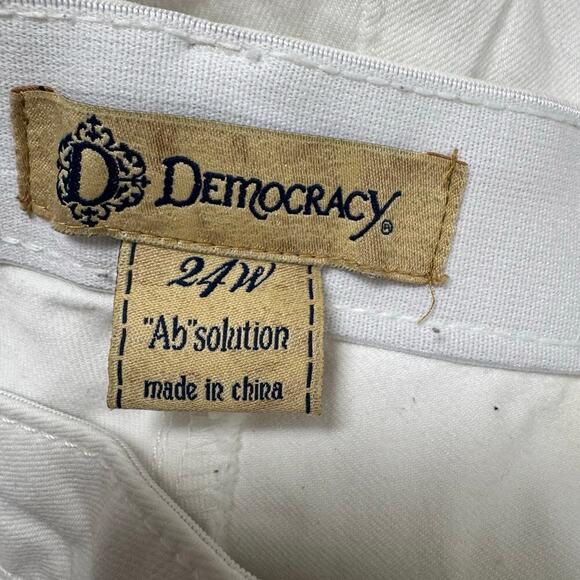 D DEMOCRACY®
24W
"Ab"solution
made in china